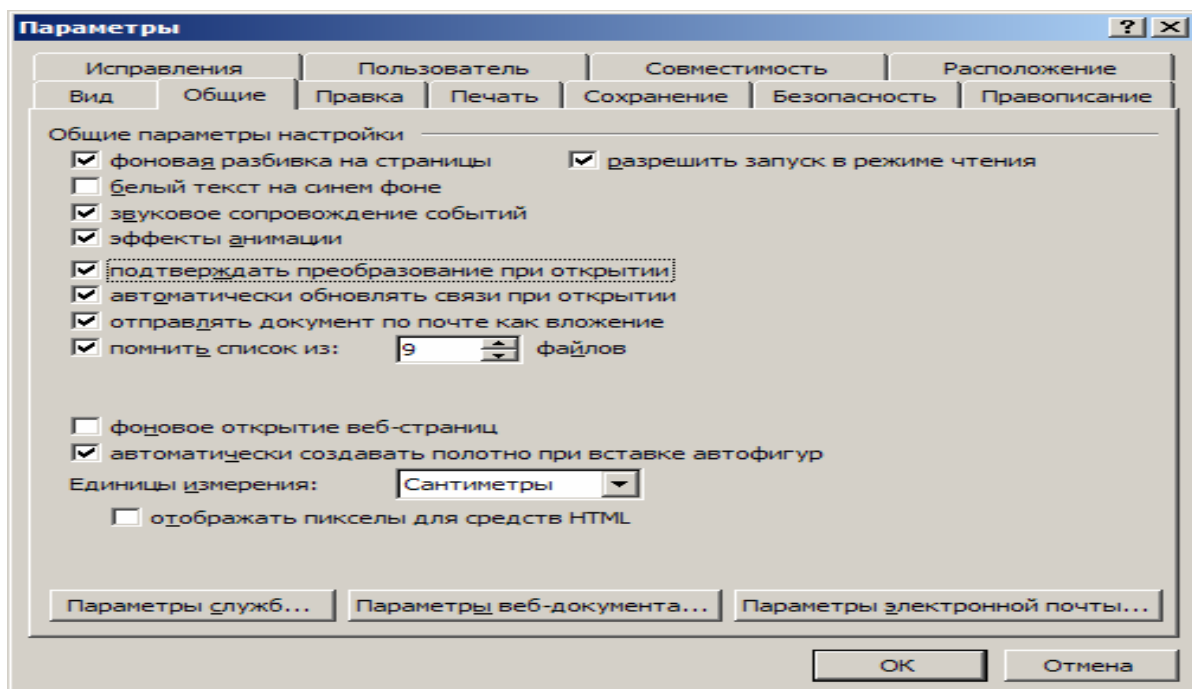 Параметры
Исправления Пользователь Совместимость Расположение
Вид Общие Правка Печать Сохранение Безопасность Правописание
Общие параметры настройки
фоновая разбивка на страницы разрешить запуск в режиме чтения
белый текст на синем фоне
звуковое сопровождение событий
эффекты анимации
подтверждать преобразование при открытии
автоматически обновлять связи при открытии
отправлять документ по почте как вложение
помнить список из: 9 файлов
фоновое открытие веб-страниц
автоматически создавать полотно при вставке автофигур
Единицы измерения: Сантиметры
отображать пикселы для средств HTML
Параметры служб... Параметры веб-документа... Параметры электронной почты...
ОК Отмена